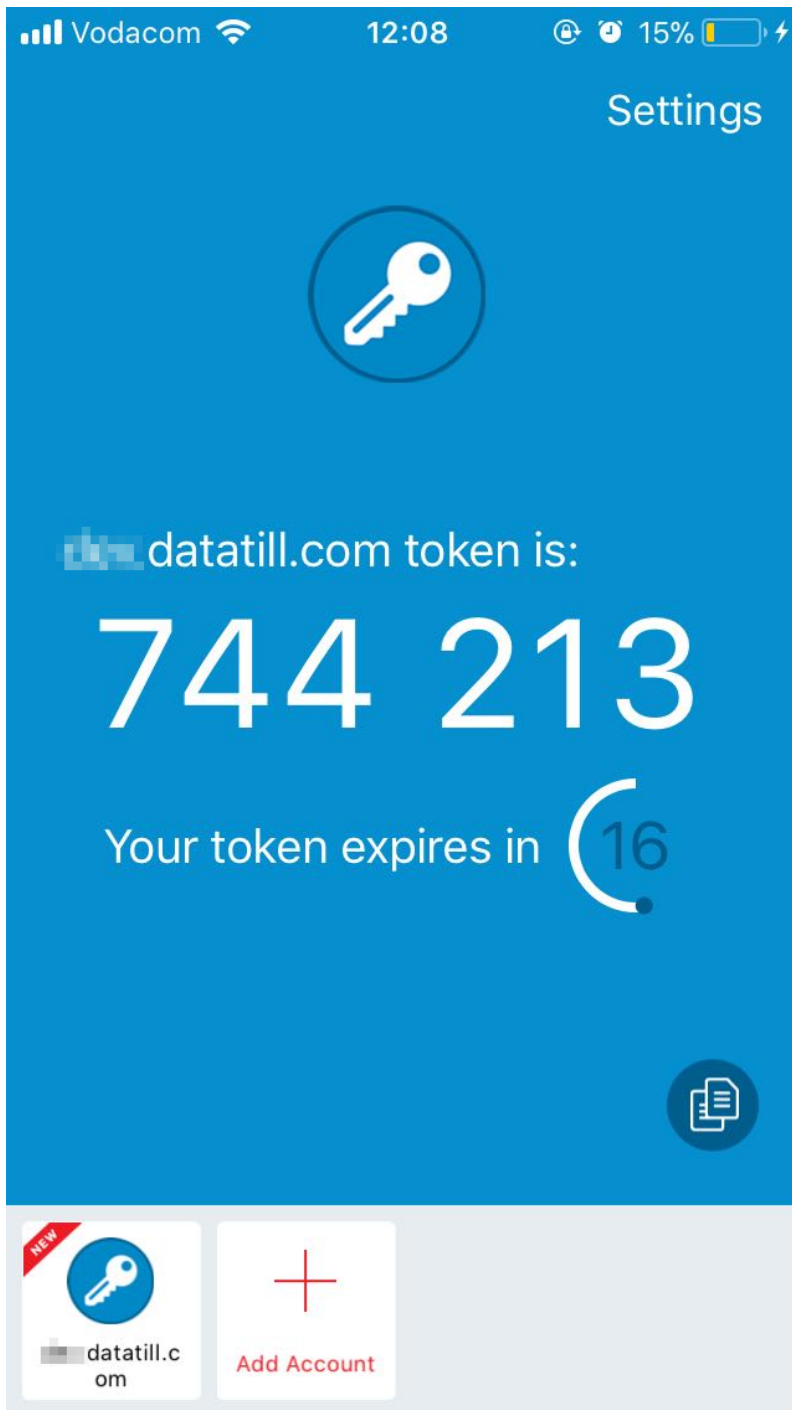 Vodacom 12:08 15%
Settings
datatill.com token is:
744 213
Your token expires in 16
NEW
datatill.c
om
Add Account